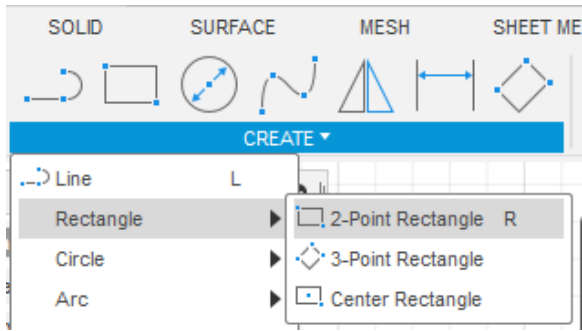 SOLID SURFACE MESH SHEET ME
CREATE
Line L
Rectangle
2-Point Rectangle R
Circle
3-Point Rectangle
Arc
Center Rectangle